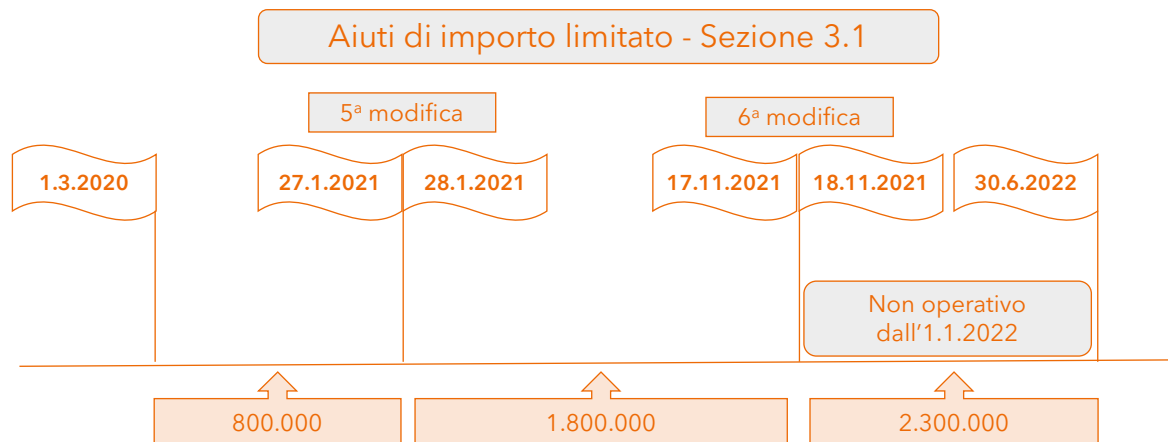 Aiuti di importo limitato - Sezione 3.1
5ª modifica
6ª modifica
1.3.2020
27.1.2021
28.1.2021
17.11.2021
18.11.2021
30.6.2022
Non operativo
dall'1.1.2022
800.000
1.800.000
2.300.000